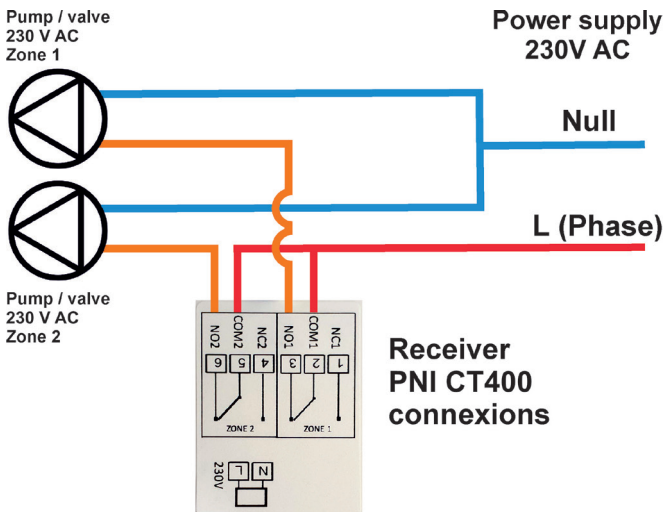 Pump / valve
230 V AC
Zone 1
Power supply
230V AC
Null
L (Phase)
Pump / valve
230 V AC
Zone 2
Receiver
PNI CT400
connexions
NO2 COM2 NC2 NO1 COM1 NC1
6 5 4 3 2 1
ZONE 2 ZONE 1
230V L N